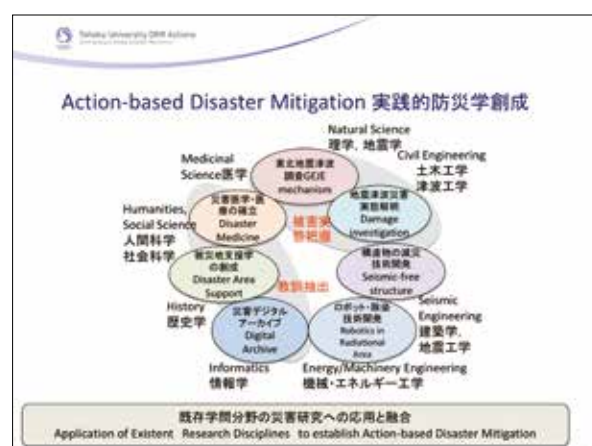 Tohoku University DRR Actions
Action-based Disaster Mitigation 実践的防災学創成
Natural Science
理学, 地震学
Medicinal
Science医学
東北地震津波
調査GEJE
mechanism
Civil Engineering
土木工学
津波工学
災害医学・医
療の確立
Disaster
Medicine
地震津波災害
実態解明
Damage
investigation
Humanities,
Social Science
人間科学
社会科学
被害実
態把握
被災地支援学
の創成
Disaster Area
Support
構造物の減災
技術開発
Seismic-free
structure
教訓抽出
History
歴史学
災害デジタル
アーカイブ
Digital
Archive
ロボット・除染
技術開発
Robotics in
Radiational
Area
Seismic
Engineering
建築学,
地震工学
Informatics
情報学
Energy/Machinery Engineering
機械・エネルギー工学
既存学問分野の災害研究への応用と融合
Application of Existent Research Disciplines to establish Action-based Disaster Mitigation